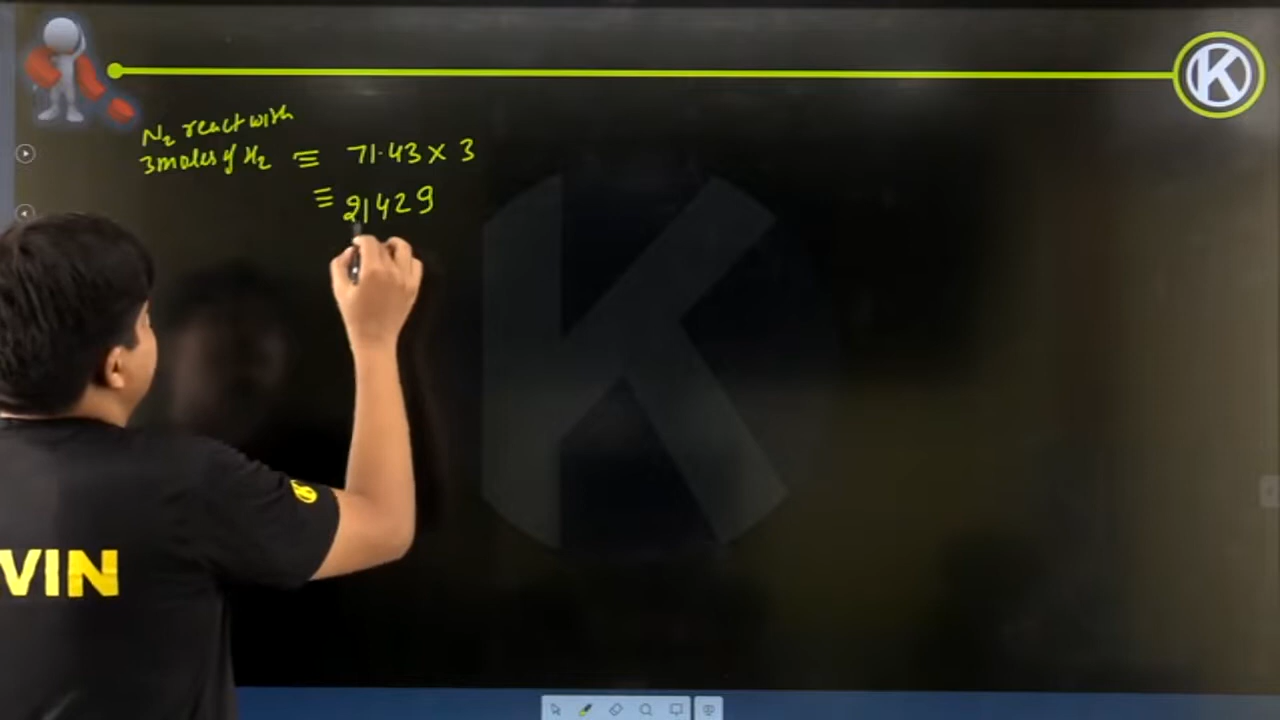 N₂ react with
3 moles of H₂ ≡ 71.43 × 3
≡ 21429
VIN
K